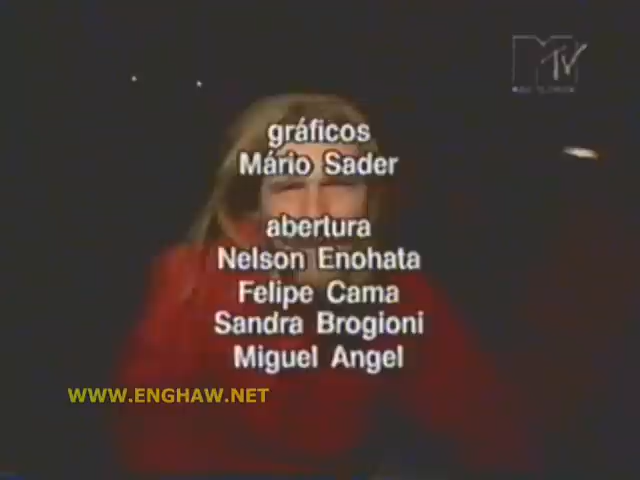 MTV
gráficos
Mário Sader
abertura
Nelson Enohata
Felipe Cama
Sandra Brogioni
Miguel Angel
WWW.ENGHAW.NET